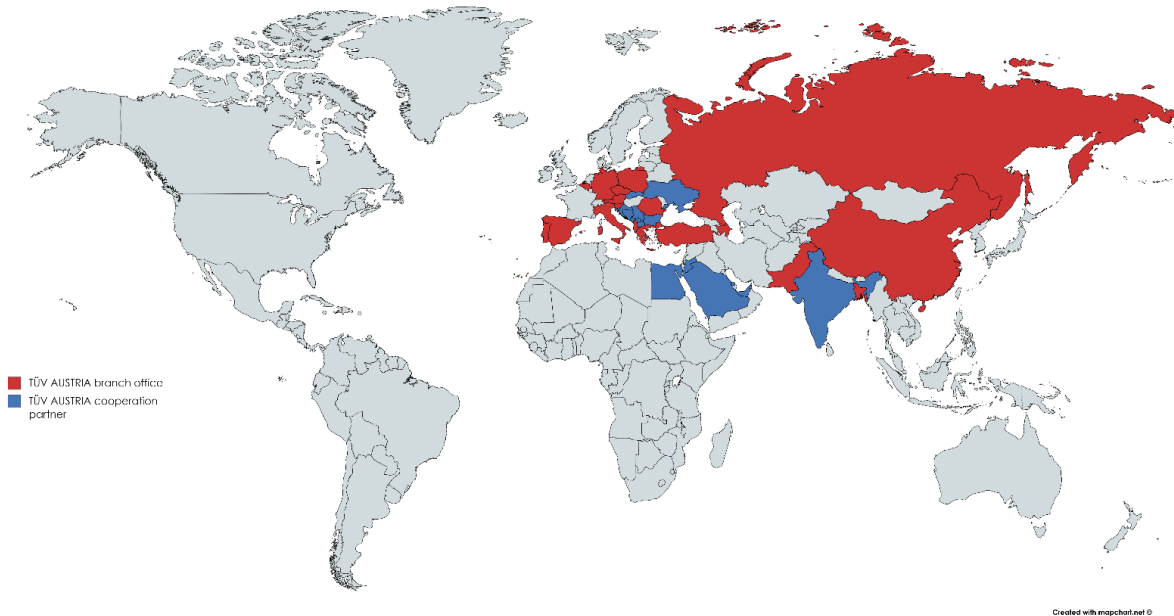 TÜV AUSTRIA branch office
TÜV AUSTRIA cooperation
partner
Created with mapchart.net ©